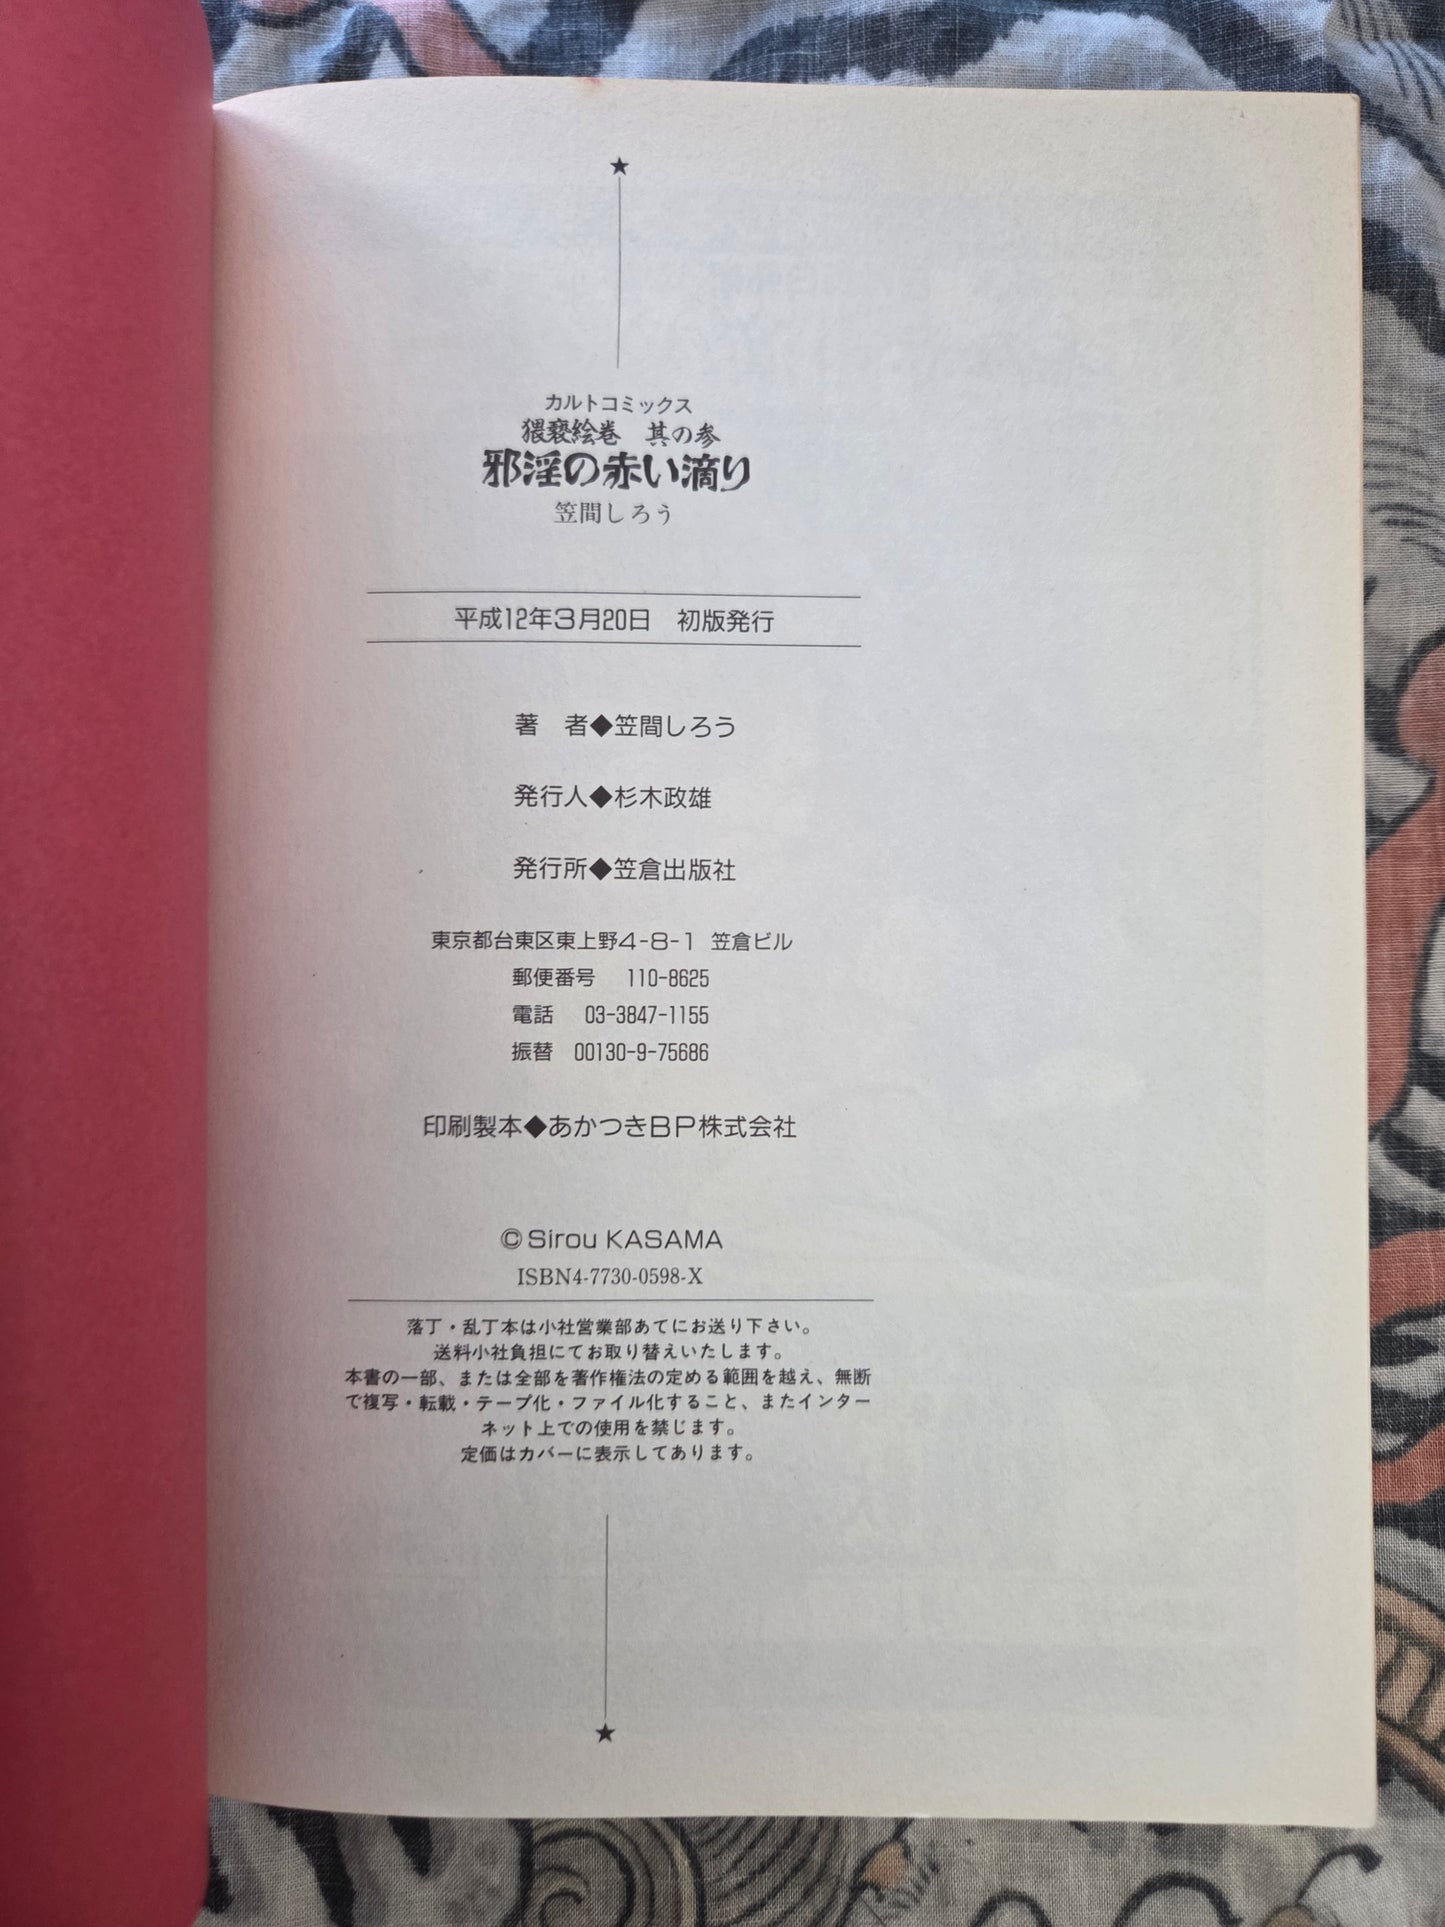 カルトコミックス
猥褻絵巻　其の参
邪淫の赤い滴り
笠間しろう
平成12年3月20日　初版発行
著　者◆笠間しろう
発行人◆杉木政雄
発行所◆笠倉出版社
東京都台東区東上野4-8-1　笠倉ビル
郵便番号　110-8625
電話　03-3847-1155
振替　00130-9-75686
印刷製本◆あかつきBP株式会社
©Sirou KASAMA
ISBN4-7730-0598-X
落丁・乱丁本は小社営業部あてにお送り下さい。
送料小社負担にてお取り替えいたします。
本書の一部、または全部を著作権法の定める範囲を越え、無断
で複写・転載・テープ化・ファイル化すること、またインター
ネット上での使用を禁じます。
定価はカバーに表示してあります。